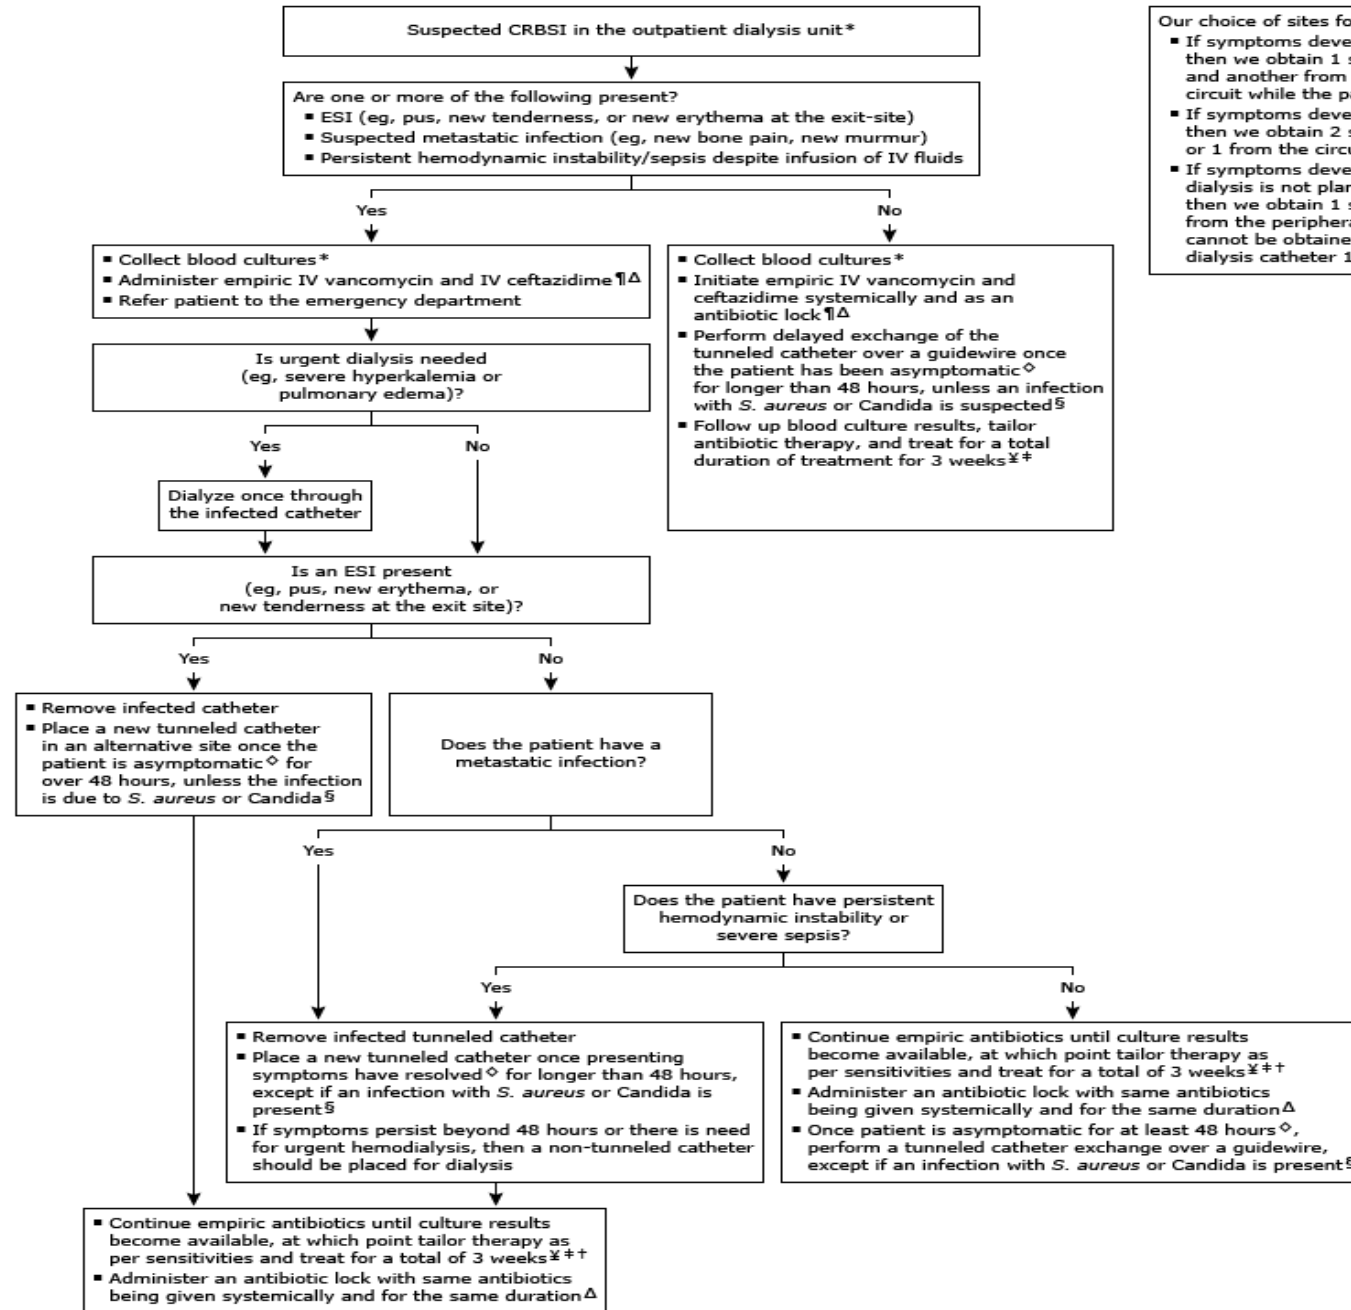 Suspected CRBSI in the outpatient dialysis unit*
Are one or more of the following present?
▪ ESI (eg, pus, new tenderness, or new erythema at the exit-site)
▪ Suspected metastatic infection (eg, new bone pain, new murmur)
▪ Persistent hemodynamic instability/sepsis despite infusion of IV fluids
Yes
No
▪ Collect blood cultures*
▪ Administer empiric IV vancomycin and IV ceftazidime¶Δ
▪ Refer patient to the emergency department
▪ Collect blood cultures*
▪ Initiate empiric IV vancomycin and
ceftazidime systemically and as an
antibiotic lock¶Δ
▪ Perform delayed exchange of the
tunneled catheter over a guidewire once
the patient has been asymptomatic◇
for longer than 48 hours, unless an infection
with S. aureus or Candida is suspected§
▪ Follow up blood culture results, tailor
antibiotic therapy, and treat for a total
duration of treatment for 3 weeks¥‡
Is urgent dialysis needed
(eg, severe hyperkalemia or
pulmonary edema)?
Yes
No
Dialyze once through
the infected catheter
Is an ESI present
(eg, pus, new erythema, or
new tenderness at the exit site)?
Yes
No
▪ Remove infected catheter
▪ Place a new tunneled catheter
in an alternative site once the
patient is asymptomatic◇ for
over 48 hours, unless the infection
is due to S. aureus or Candida§
Does the patient have a
metastatic infection?
Yes
No
Does the patient have persistent
hemodynamic instability or
severe sepsis?
Yes
No
▪ Remove infected tunneled catheter
▪ Place a new tunneled catheter once presenting
symptoms have resolved◇ for longer than 48 hours,
except if an infection with S. aureus or Candida is
present§
▪ If symptoms persist beyond 48 hours or there is need
for urgent hemodialysis, then a non-tunneled catheter
should be placed for dialysis
▪ Continue empiric antibiotics until culture results
become available, at which point tailor therapy as
per sensitivities and treat for a total of 3 weeks¥‡†
▪ Administer an antibiotic lock with same antibiotics
being given systemically and for the same durationΔ
▪ Once patient is asymptomatic for at least 48 hours◇,
perform a tunneled catheter exchange over a guidewire,
except if an infection with S. aureus or Candida is present§
▪ Continue empiric antibiotics until culture results
become available, at which point tailor therapy as
per sensitivities and treat for a total of 3 weeks¥‡†
▪ Administer an antibiotic lock with same antibiotics
being given systemically and for the same durationΔ
Our choice of sites fo
▪ If symptoms deve
then we obtain 1 s
and another from
circuit while the p
▪ If symptoms deve
then we obtain 2 s
or 1 from the circu
▪ If symptoms deve
dialysis is not plan
then we obtain 1 s
from the periphera
cannot be obtaine
dialysis catheter 1